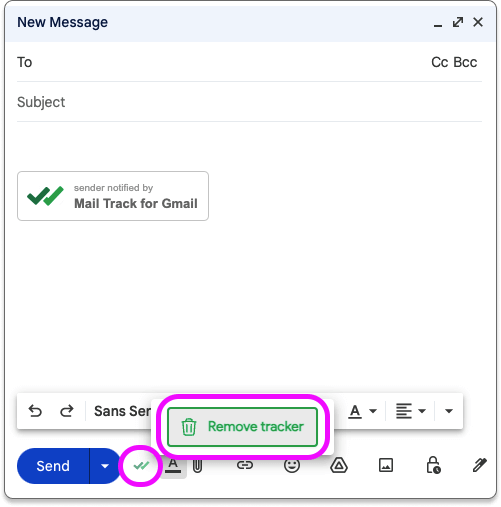 New Message
To Cc Bcc
Subject
sender notified by
Mail Track for Gmail
Sans Ser
A
Remove tracker
Send
A